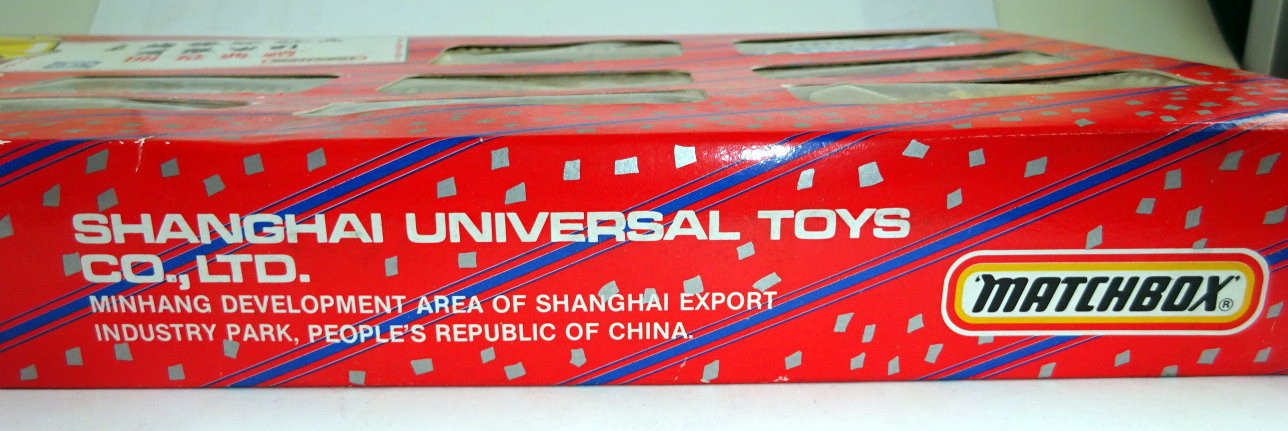 SHANGHAI UNIVERSAL TOYS
CO., LTD.
MINHANG DEVELOPMENT AREA OF SHANGHAI EXPORT
INDUSTRY PARK, PEOPLE'S REPUBLIC OF CHINA.
"MATCHBOX"®